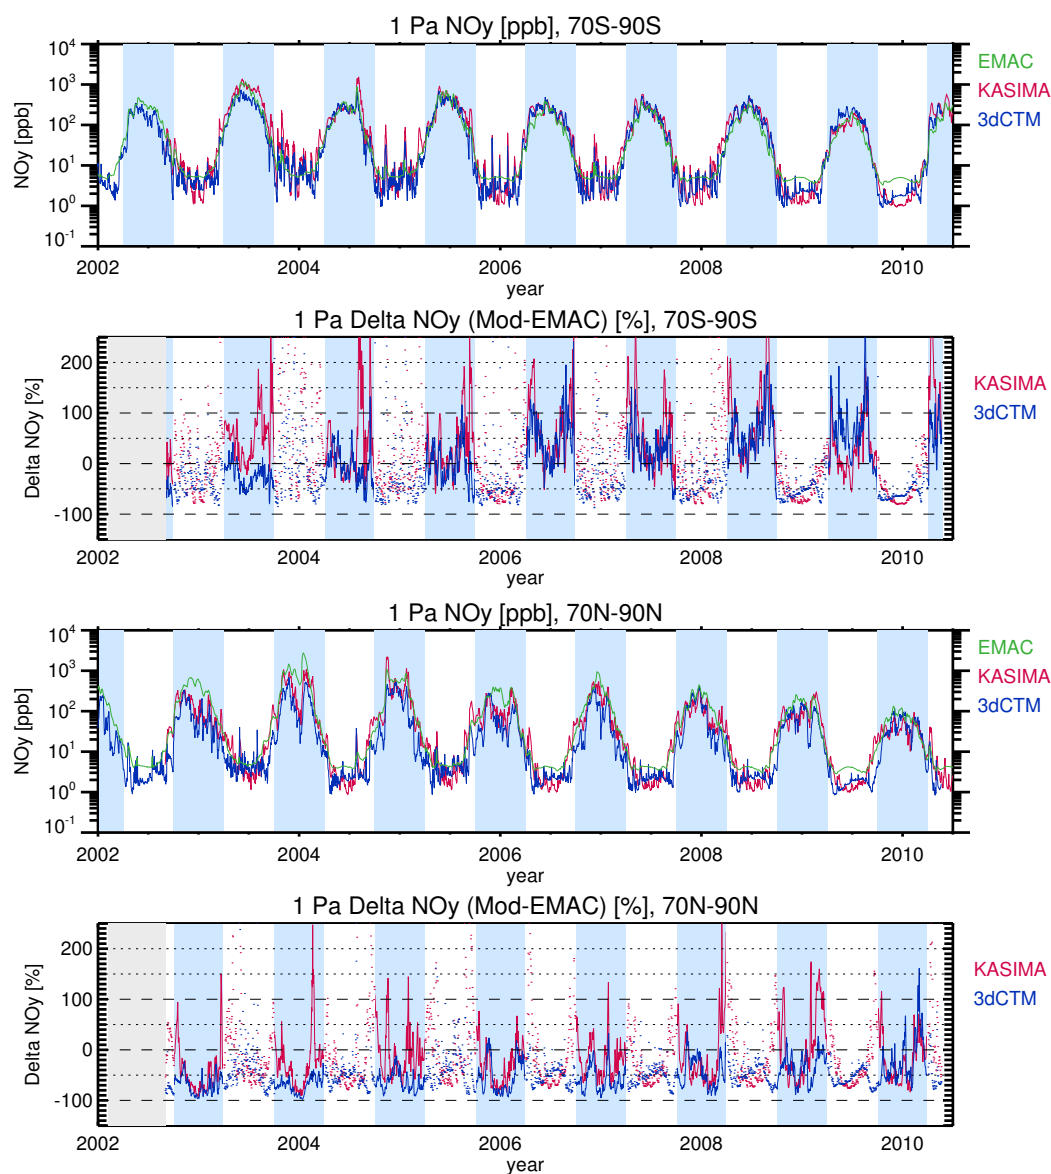 1 Pa NOy [ppb], 70S-90S
10^4
10^3
10^2
10^1
10^0
10^-1
NOy [ppb]
EMAC
KASIMA
3dCTM
2002 2004 2006 2008 2010
year
1 Pa Delta NOy (Mod-EMAC) [%], 70S-90S
200
100
0
-100
Delta NOy [%]
KASIMA
3dCTM
2002 2004 2006 2008 2010
year
1 Pa NOy [ppb], 70N-90N
10^4
10^3
10^2
10^1
10^0
10^-1
NOy [ppb]
EMAC
KASIMA
3dCTM
2002 2004 2006 2008 2010
year
1 Pa Delta NOy (Mod-EMAC) [%], 70N-90N
200
100
0
-100
Delta NOy [%]
KASIMA
3dCTM
2002 2004 2006 2008 2010
year